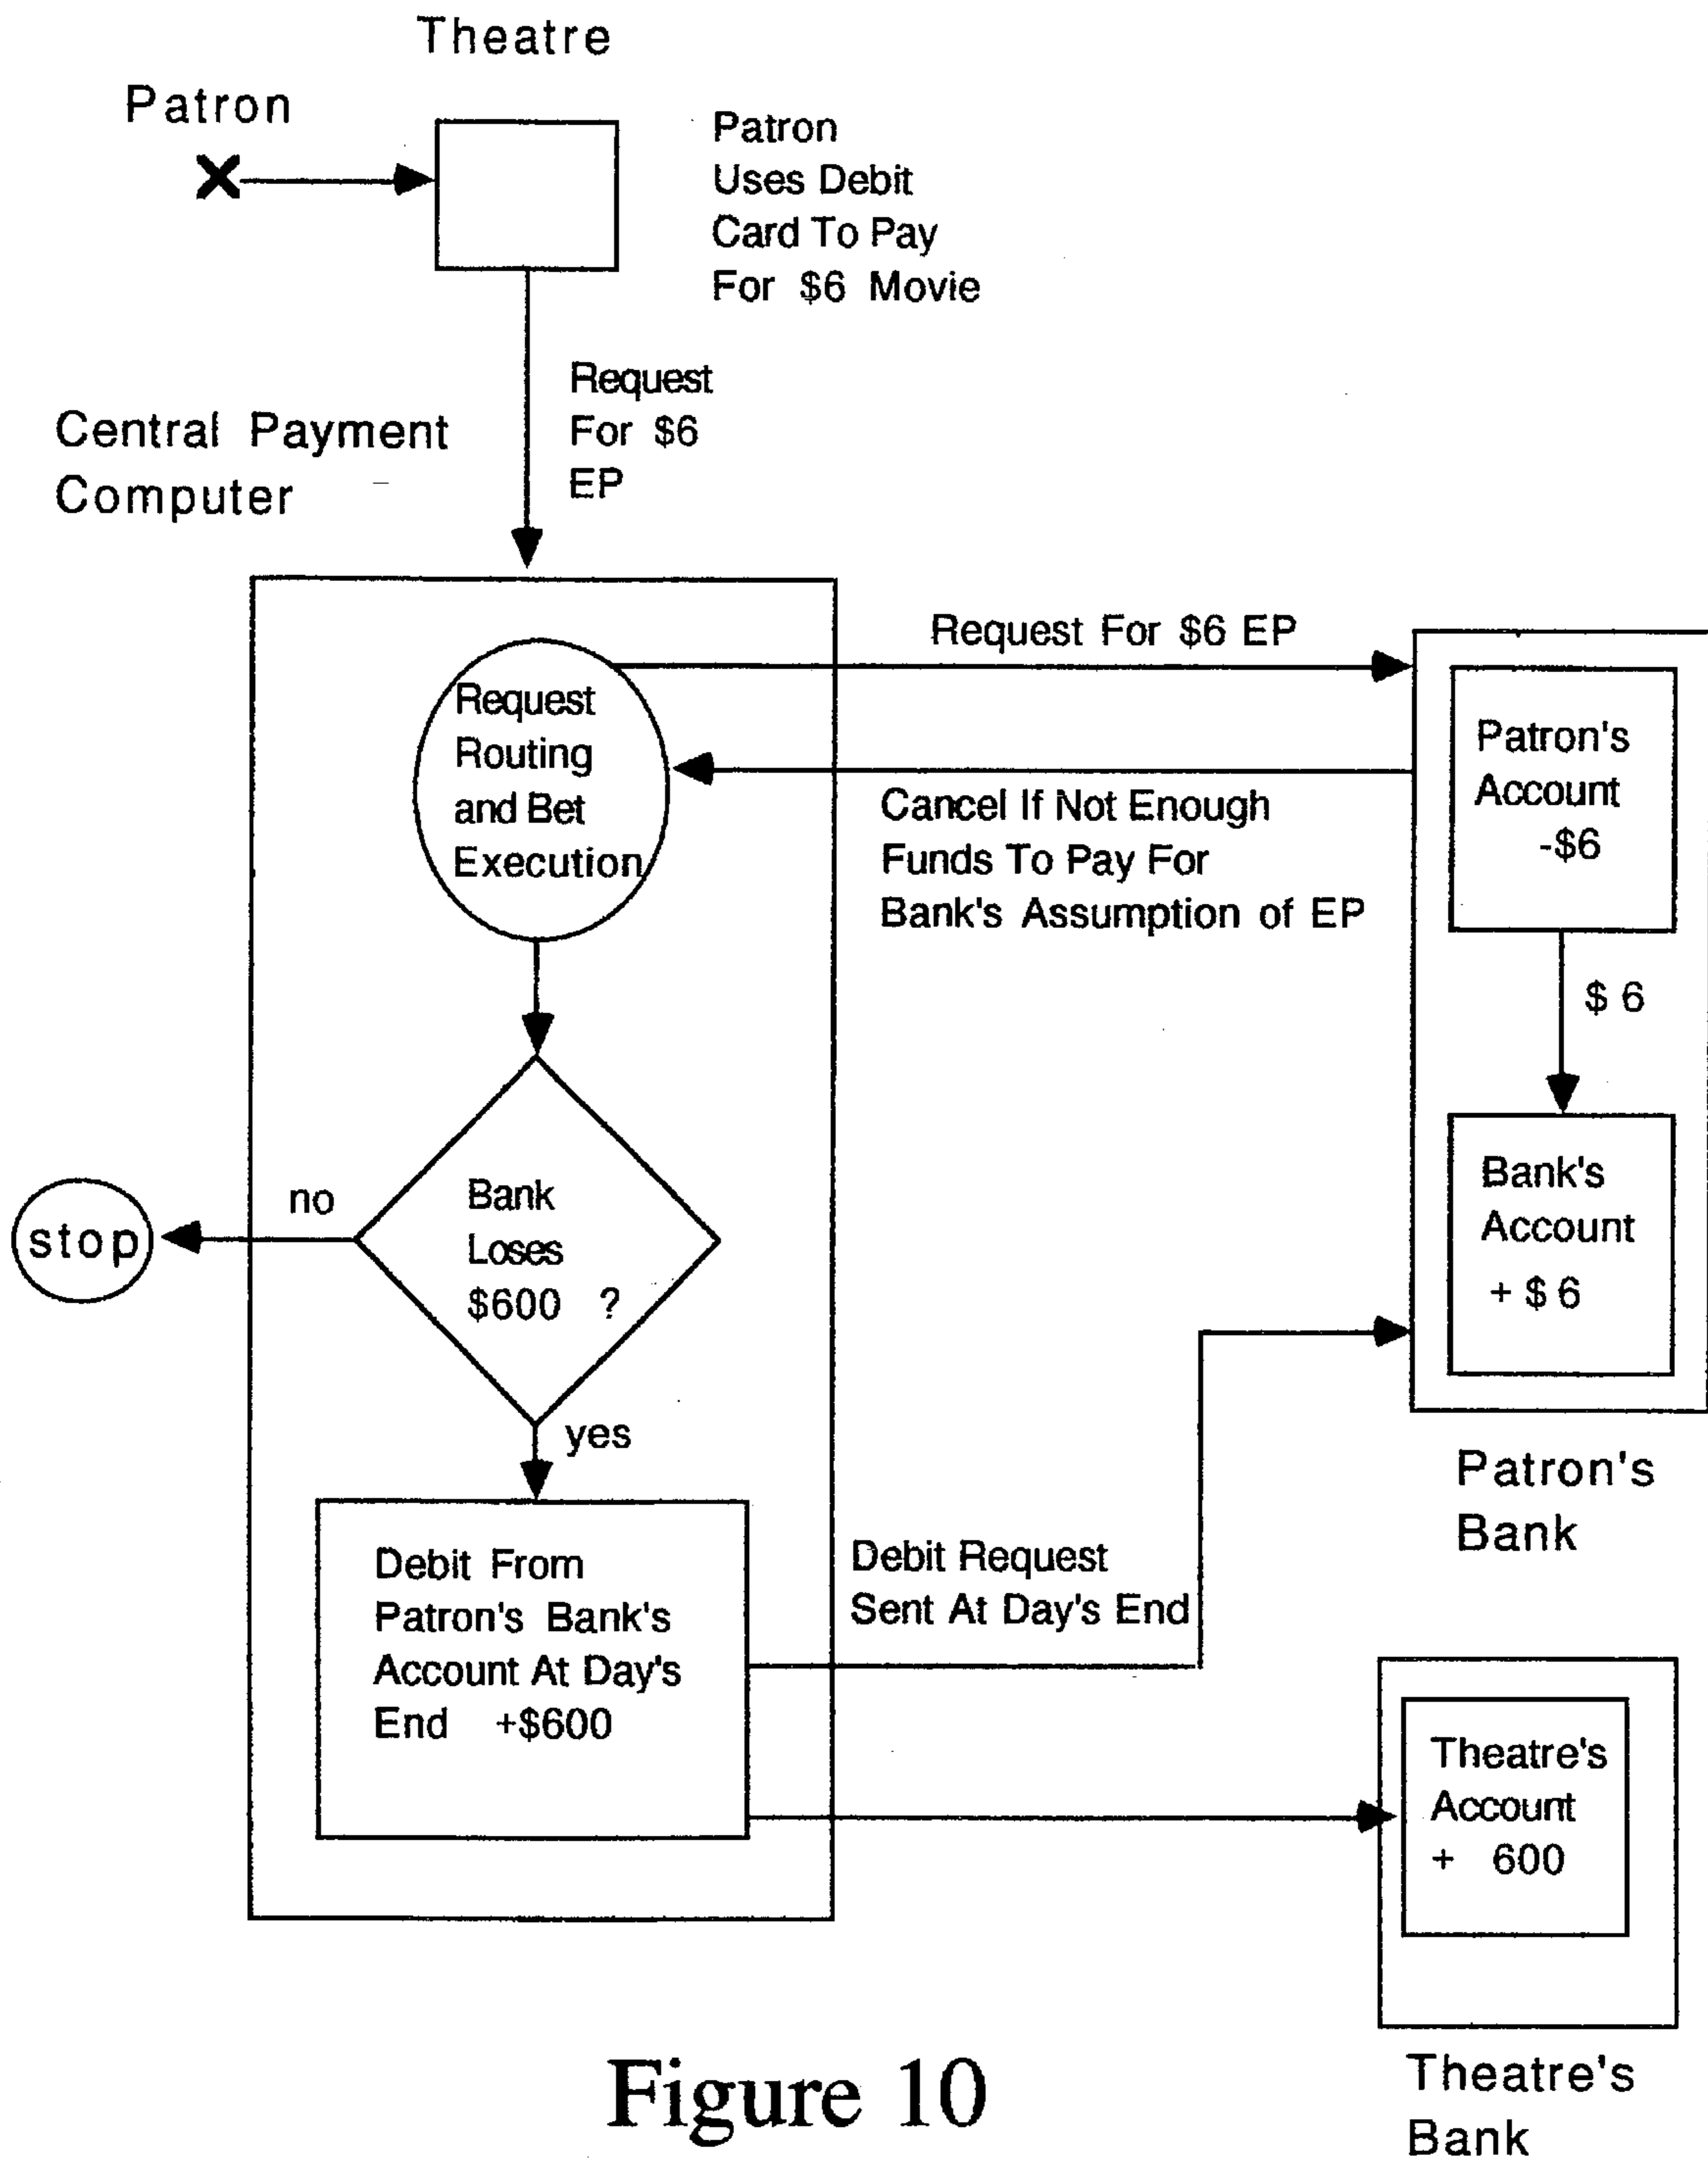 Theatre
Patron
Patron
Uses Debit
Card To Pay
For $6 Movie
Request
For $6
EP
Central Payment
Computer
Request For $6 EP
Request
Routing
and Bet
Execution
Cancel If Not Enough
Funds To Pay For
Bank's Assumption of EP
Patron's
Account
-$6
$ 6
Bank's
Account
+ $ 6
no
stop
Bank
Loses
$600 ?
yes
Patron's
Bank
Debit From
Patron's Bank's
Account At Day's
End +$600
Debit Request
Sent At Day's End
Theatre's
Account
+ 600
Theatre's
Bank
Figure 10